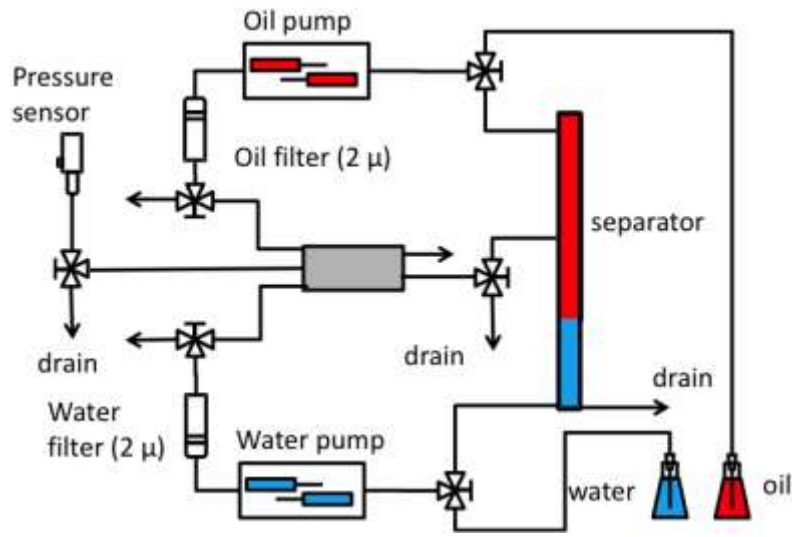 Oil pump
Pressure
sensor
Oil filter (2 μ)
separator
drain
drain
drain
Water
filter (2 μ)
Water pump
water
oil